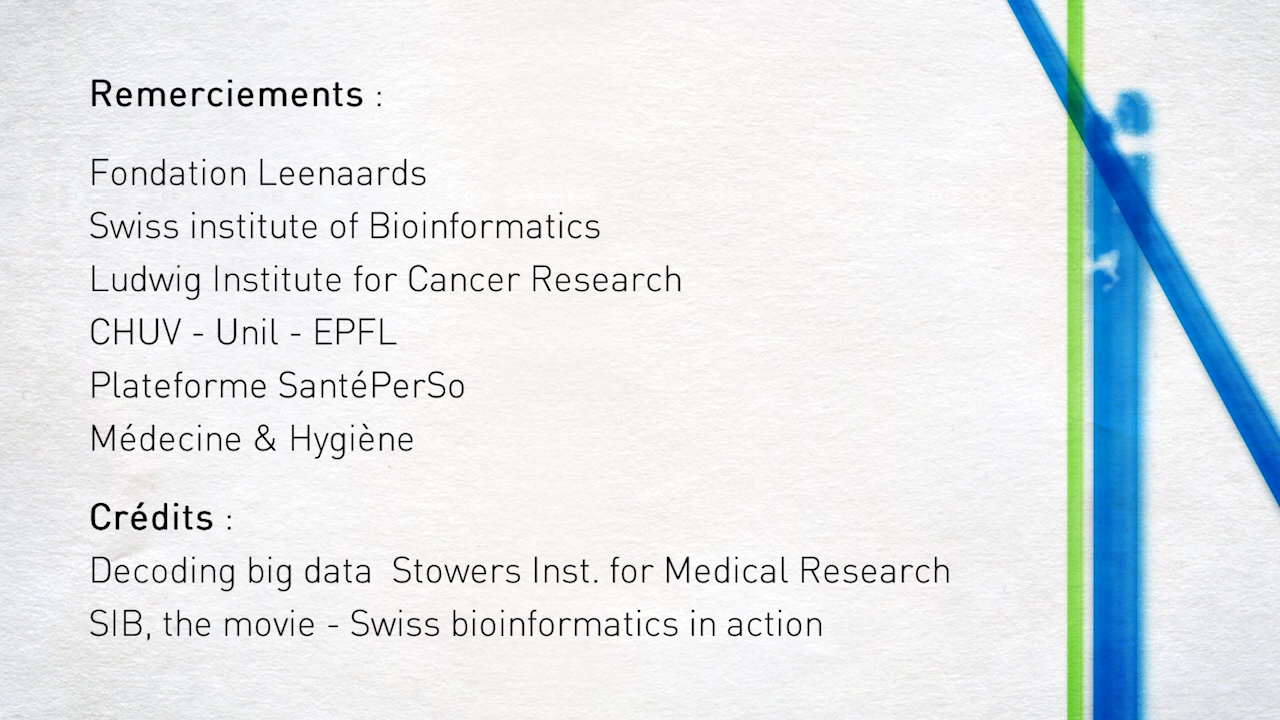 Remerciements :
Fondation Leenaards
Swiss institute of Bioinformatics
Ludwig Institute for Cancer Research
CHUV - Unil - EPFL
Plateforme SantéPerSo
Médecine & Hygiène
Crédits :
Decoding big data  Stowers Inst. for Medical Research
SIB, the movie - Swiss bioinformatics in action